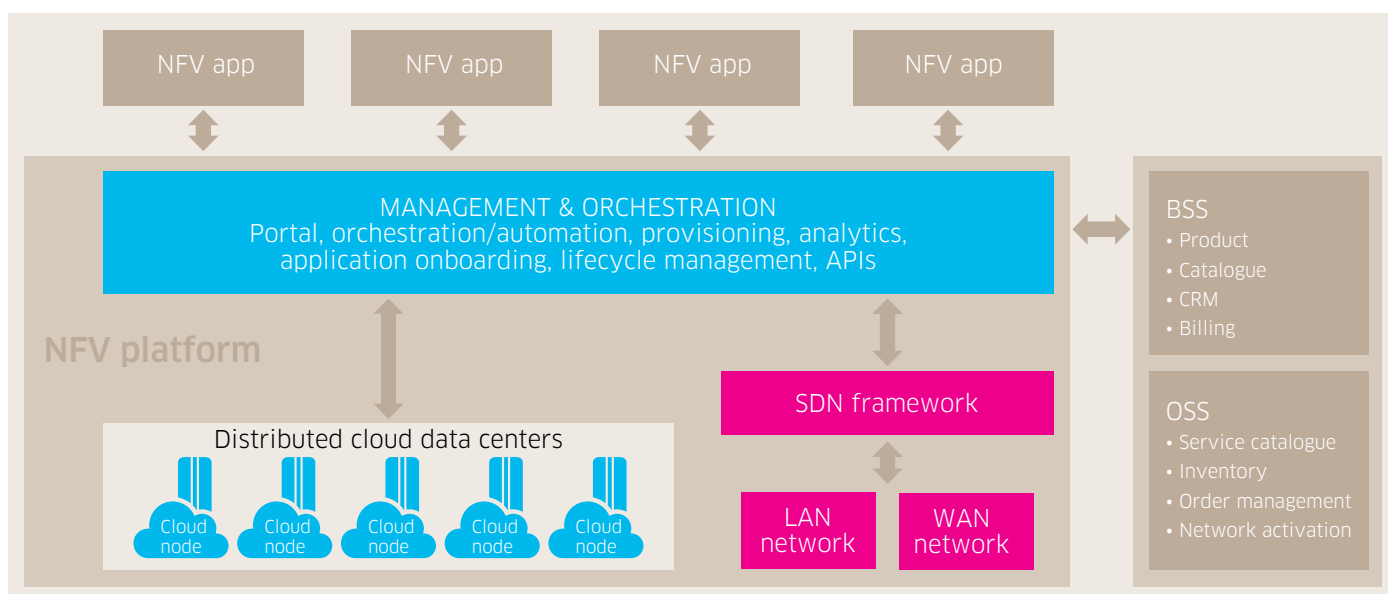 NFV app
NFV app
NFV app
NFV app
MANAGEMENT & ORCHESTRATION
Portal, orchestration/automation, provisioning, analytics,
application onboarding, lifecycle management, APIs
NFV platform
SDN framework
Distributed cloud data centers
Cloud
node
Cloud
node
Cloud
node
Cloud
node
Cloud
node
LAN
network
WAN
network
BSS
• Product
• Catalogue
• CRM
• Billing
OSS
• Service catalogue
• Inventory
• Order management
• Network activation